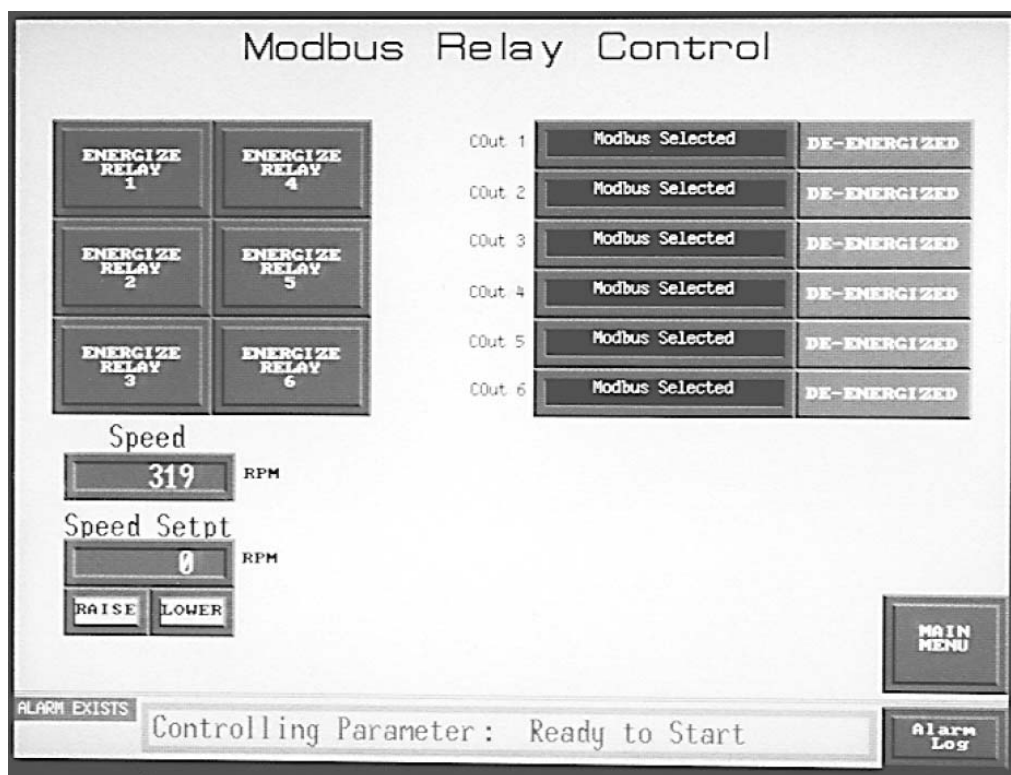 Modbus Relay Control
ENERGIZE
RELAY
1
ENERGIZE
RELAY
4
ENERGIZE
RELAY
2
ENERGIZE
RELAY
5
ENERGIZE
RELAY
3
ENERGIZE
RELAY
6
COut 1 Modbus Selected DE-ENERGIZED
COut 2 Modbus Selected DE-ENERGIZED
COut 3 Modbus Selected DE-ENERGIZED
COut 4 Modbus Selected DE-ENERGIZED
COut 5 Modbus Selected DE-ENERGIZED
COut 6 Modbus Selected DE-ENERGIZED
Speed
319 RPM
Speed Setpt
0 RPM
RAISE LOWER
MAIN
MENU
ALARM EXISTS
Controlling Parameter: Ready to Start
Alarm
Log